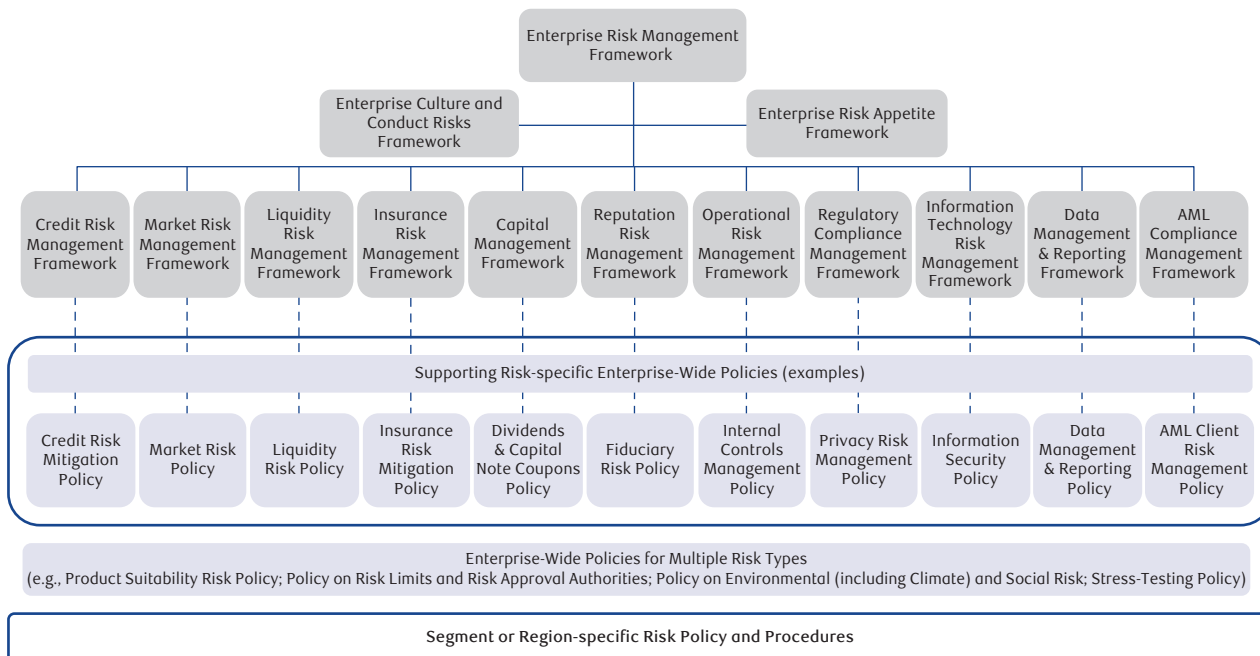 Enterprise Risk Management
Framework
Enterprise Culture and
Conduct Risks
Framework
Enterprise Risk Appetite
Framework
Credit Risk
Management
Framework
Market Risk
Management
Framework
Liquidity
Risk
Management
Framework
Insurance
Risk
Management
Framework
Capital
Management
Framework
Reputation
Risk
Management
Framework
Operational
Risk
Management
Framework
Regulatory
Compliance
Management
Framework
Information
Technology
Risk
Management
Framework
Data
Management
& Reporting
Framework
AML
Compliance
Management
Framework
Supporting Risk-specific Enterprise-Wide Policies (examples)
Credit Risk
Mitigation
Policy
Market Risk
Policy
Liquidity
Risk Policy
Insurance
Risk
Mitigation
Policy
Dividends
& Capital
Note Coupons
Policy
Fiduciary
Risk Policy
Internal
Controls
Management
Policy
Privacy Risk
Management
Policy
Information
Security
Policy
Data
Management
& Reporting
Policy
AML Client
Risk
Management
Policy
Enterprise-Wide Policies for Multiple Risk Types
(e.g., Product Suitability Risk Policy; Policy on Risk Limits and Risk Approval Authorities; Policy on Environmental (including Climate) and Social Risk; Stress-Testing Policy)
Segment or Region-specific Risk Policy and Procedures